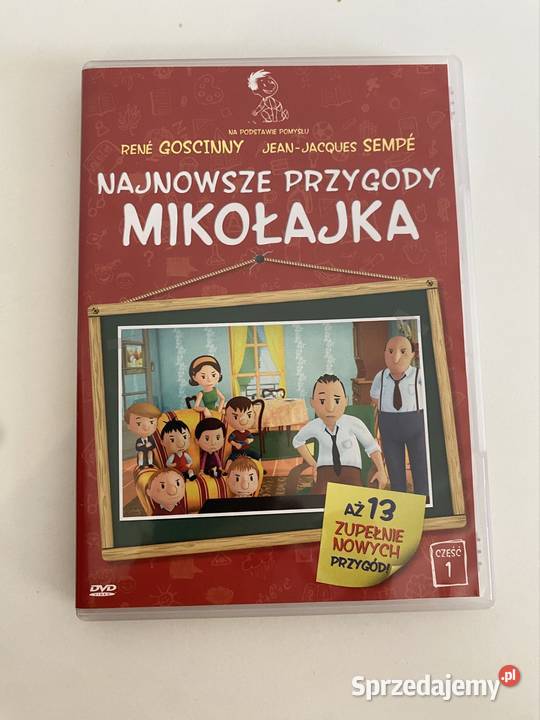 NA PODSTAWIE POMYSŁU
RENÉ GOSCINNY JEAN-JACQUES SEMPÉ
NAJNOWSZE PRZYGODY
MIKOŁAJKA
AŻ 13
ZUPEŁNIE
NOWYCH
PRZYGÓD!
CZĘŚĆ
1
DVD
VIDEO
Sprzedajemy.pl